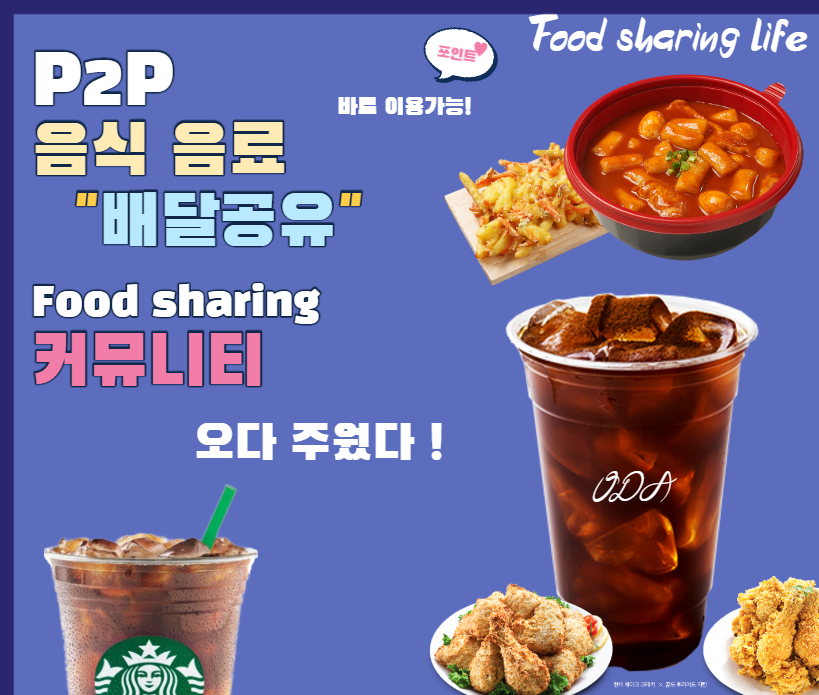 Food sharing life
포인트
바트 이용가능!
P2P
음식 음료
"배달공유"
Food sharing
커뮤니티
오다 주웠다 !
ODA